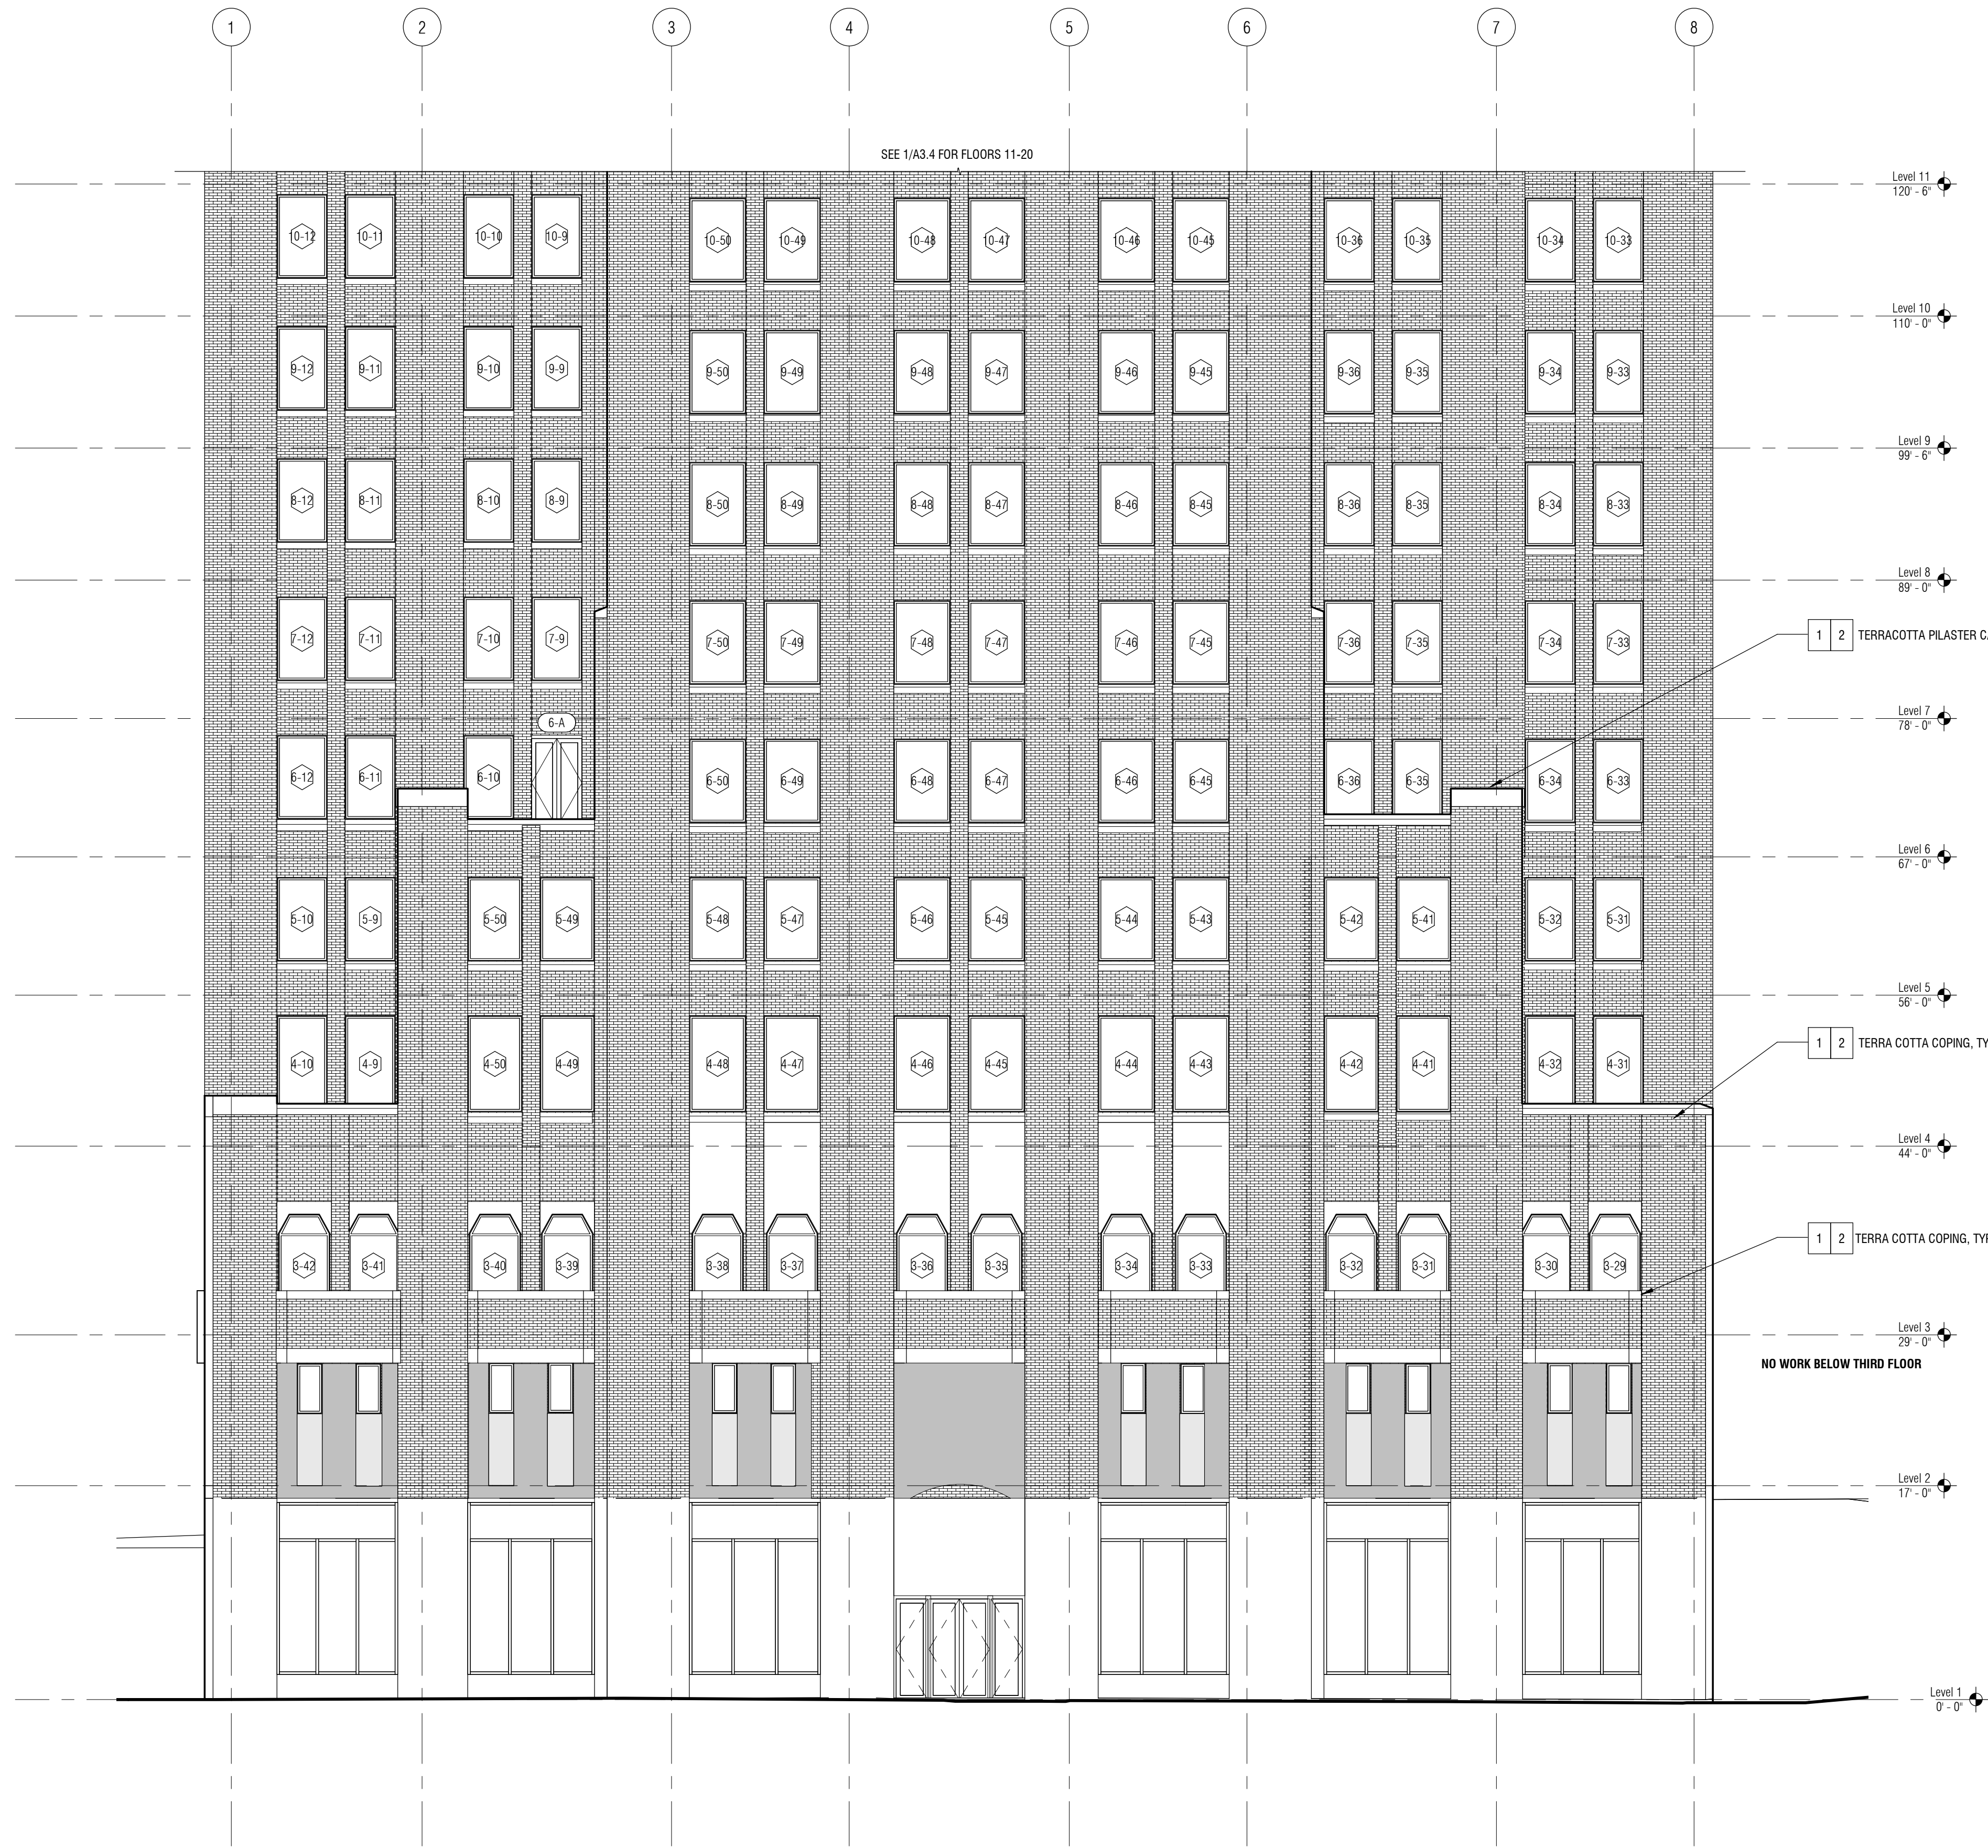 1 2 3 4 5 6 7 8
SEE 1/A3.4 FOR FLOORS 11-20
Level 11
120' - 6"
10-12 10-11 10-10 10-9 10-50 10-49 10-48 10-47 10-46 10-45 10-36 10-35 10-34 10-33
Level 10
110' - 0"
9-12 9-11 9-10 9-9 9-50 9-49 9-48 9-47 9-46 9-45 9-36 9-35 9-34 9-33
Level 9
99' - 6"
8-12 8-11 8-10 8-9 8-50 8-49 8-48 8-47 8-46 8-45 8-36 8-35 8-34 8-33
Level 8
89' - 0"
7-12 7-11 7-10 7-9 7-50 7-49 7-48 7-47 7-46 7-45 7-36 7-35 7-34 7-33
1 2 TERRACOTTA PILASTER C
Level 7
78' - 0"
6-A
6-12 6-11 6-10 6-50 6-49 6-48 6-47 6-46 6-45 6-36 6-35 6-34 6-33
Level 6
67' - 0"
5-10 5-9 5-50 5-49 5-48 5-47 5-46 5-45 5-44 5-43 5-42 5-41 5-32 5-31
Level 5
56' - 0"
1 2 TERRA COTTA COPING, TY
4-10 4-9 4-50 4-49 4-48 4-47 4-46 4-45 4-44 4-43 4-42 4-41 4-32 4-31
Level 4
44' - 0"
1 2 TERRA COTTA COPING, TYP
3-42 3-41 3-40 3-39 3-38 3-37 3-36 3-35 3-34 3-33 3-32 3-31 3-30 3-29
Level 3
29' - 0"
NO WORK BELOW THIRD FLOOR
Level 2
17' - 0"
Level 1
0' - 0"